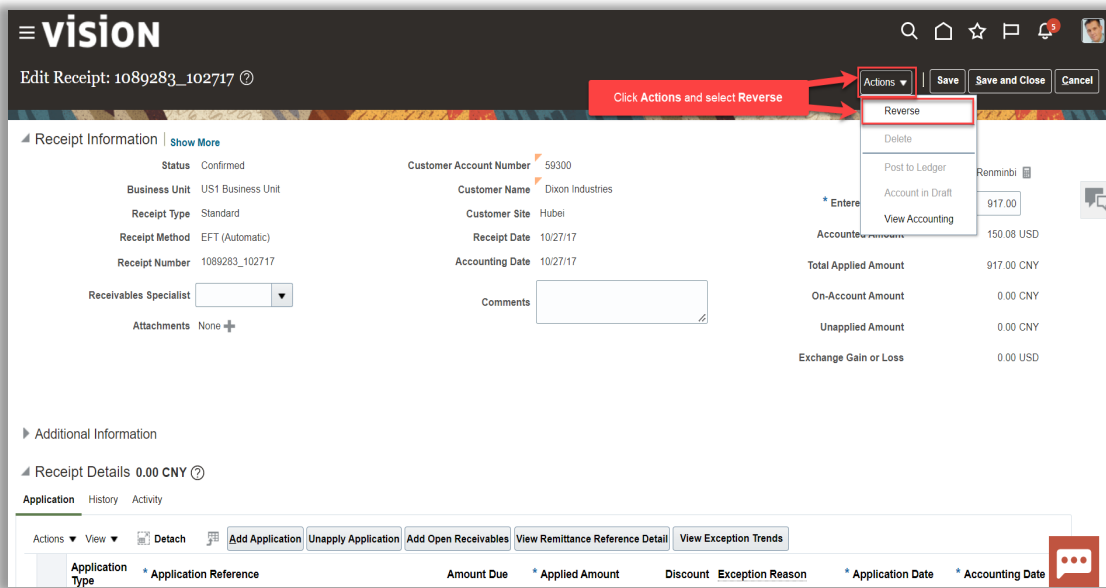 vision
5
Edit Receipt: 1089283_102717
Actions Save Save and Close Cancel
Click Actions and select Reverse
Reverse
Delete
Post to Ledger
Account in Draft
View Accounting
Receipt Information Show More
Status Confirmed
Business Unit US1 Business Unit
Receipt Type Standard
Receipt Method EFT (Automatic)
Receipt Number 1089283_102717
Receivables Specialist
Attachments None
Customer Account Number 59300
Customer Name Dixon Industries
Customer Site Hubei
Receipt Date 10/27/17
Accounting Date 10/27/17
Comments
Renminbi
* Entere 917.00
Accounted Amount 150.08 USD
Total Applied Amount 917.00 CNY
On-Account Amount 0.00 CNY
Unapplied Amount 0.00 CNY
Exchange Gain or Loss 0.00 USD
Additional Information
Receipt Details 0.00 CNY
Application History Activity
Actions View Detach Add Application Unapply Application Add Open Receivables View Remittance Reference Detail View Exception Trends
Application Type * Application Reference Amount Due * Applied Amount Discount Exception Reason * Application Date * Accounting Date